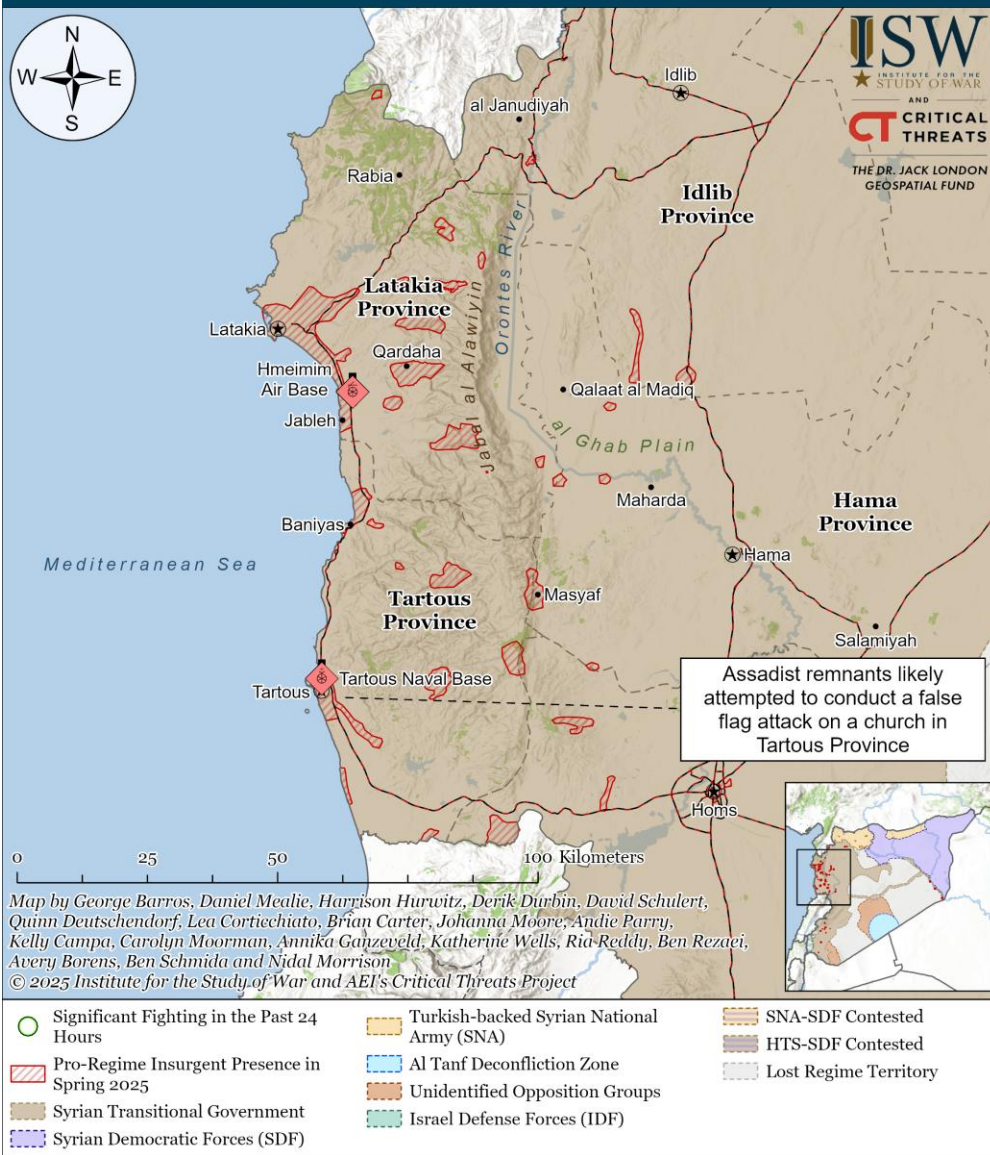 N
W E
S
ISW
INSTITUTE FOR THE
STUDY OF WAR
AND
CT CRITICAL
THREATS
THE DR. JACK LONDON
GEOSPATIAL FUND
Idlib
al Janudiyah
Rabia
Idlib
Province
Orontes River
Latakia
Province
Jabal al Alawiyin
Latakia
Qardaha
Hmeimim
Air Base
Qalaat al Madiq
Jableh
al Ghab Plain
Maharda
Hama
Province
Baniyas
Hama
Mediterranean Sea
Masyaf
Tartous
Province
Salamiyah
Tartous Naval Base
Tartous
Assadist remnants likely
attempted to conduct a false
flag attack on a church in
Tartous Province
Homs
0 25 50 100 Kilometers
Map by George Barros, Daniel Mealie, Harrison Hurwitz, Derik Durbin, David Schulert,
Quinn Deutschendorf, Lea Corticchiato, Brian Carter, Johanna Moore, Andie Parry,
Kelly Campa, Carolyn Moorman, Annika Ganzeveld, Katherine Wells, Ria Reddy, Ben Rezaei,
Avery Borens, Ben Schmida and Nidal Morrison
© 2025 Institute for the Study of War and AEI's Critical Threats Project
Significant Fighting in the Past 24
Hours
Pro-Regime Insurgent Presence in
Spring 2025
Syrian Transitional Government
Syrian Democratic Forces (SDF)
Turkish-backed Syrian National
Army (SNA)
Al Tanf Deconfliction Zone
Unidentified Opposition Groups
Israel Defense Forces (IDF)
SNA-SDF Contested
HTS-SDF Contested
Lost Regime Territory